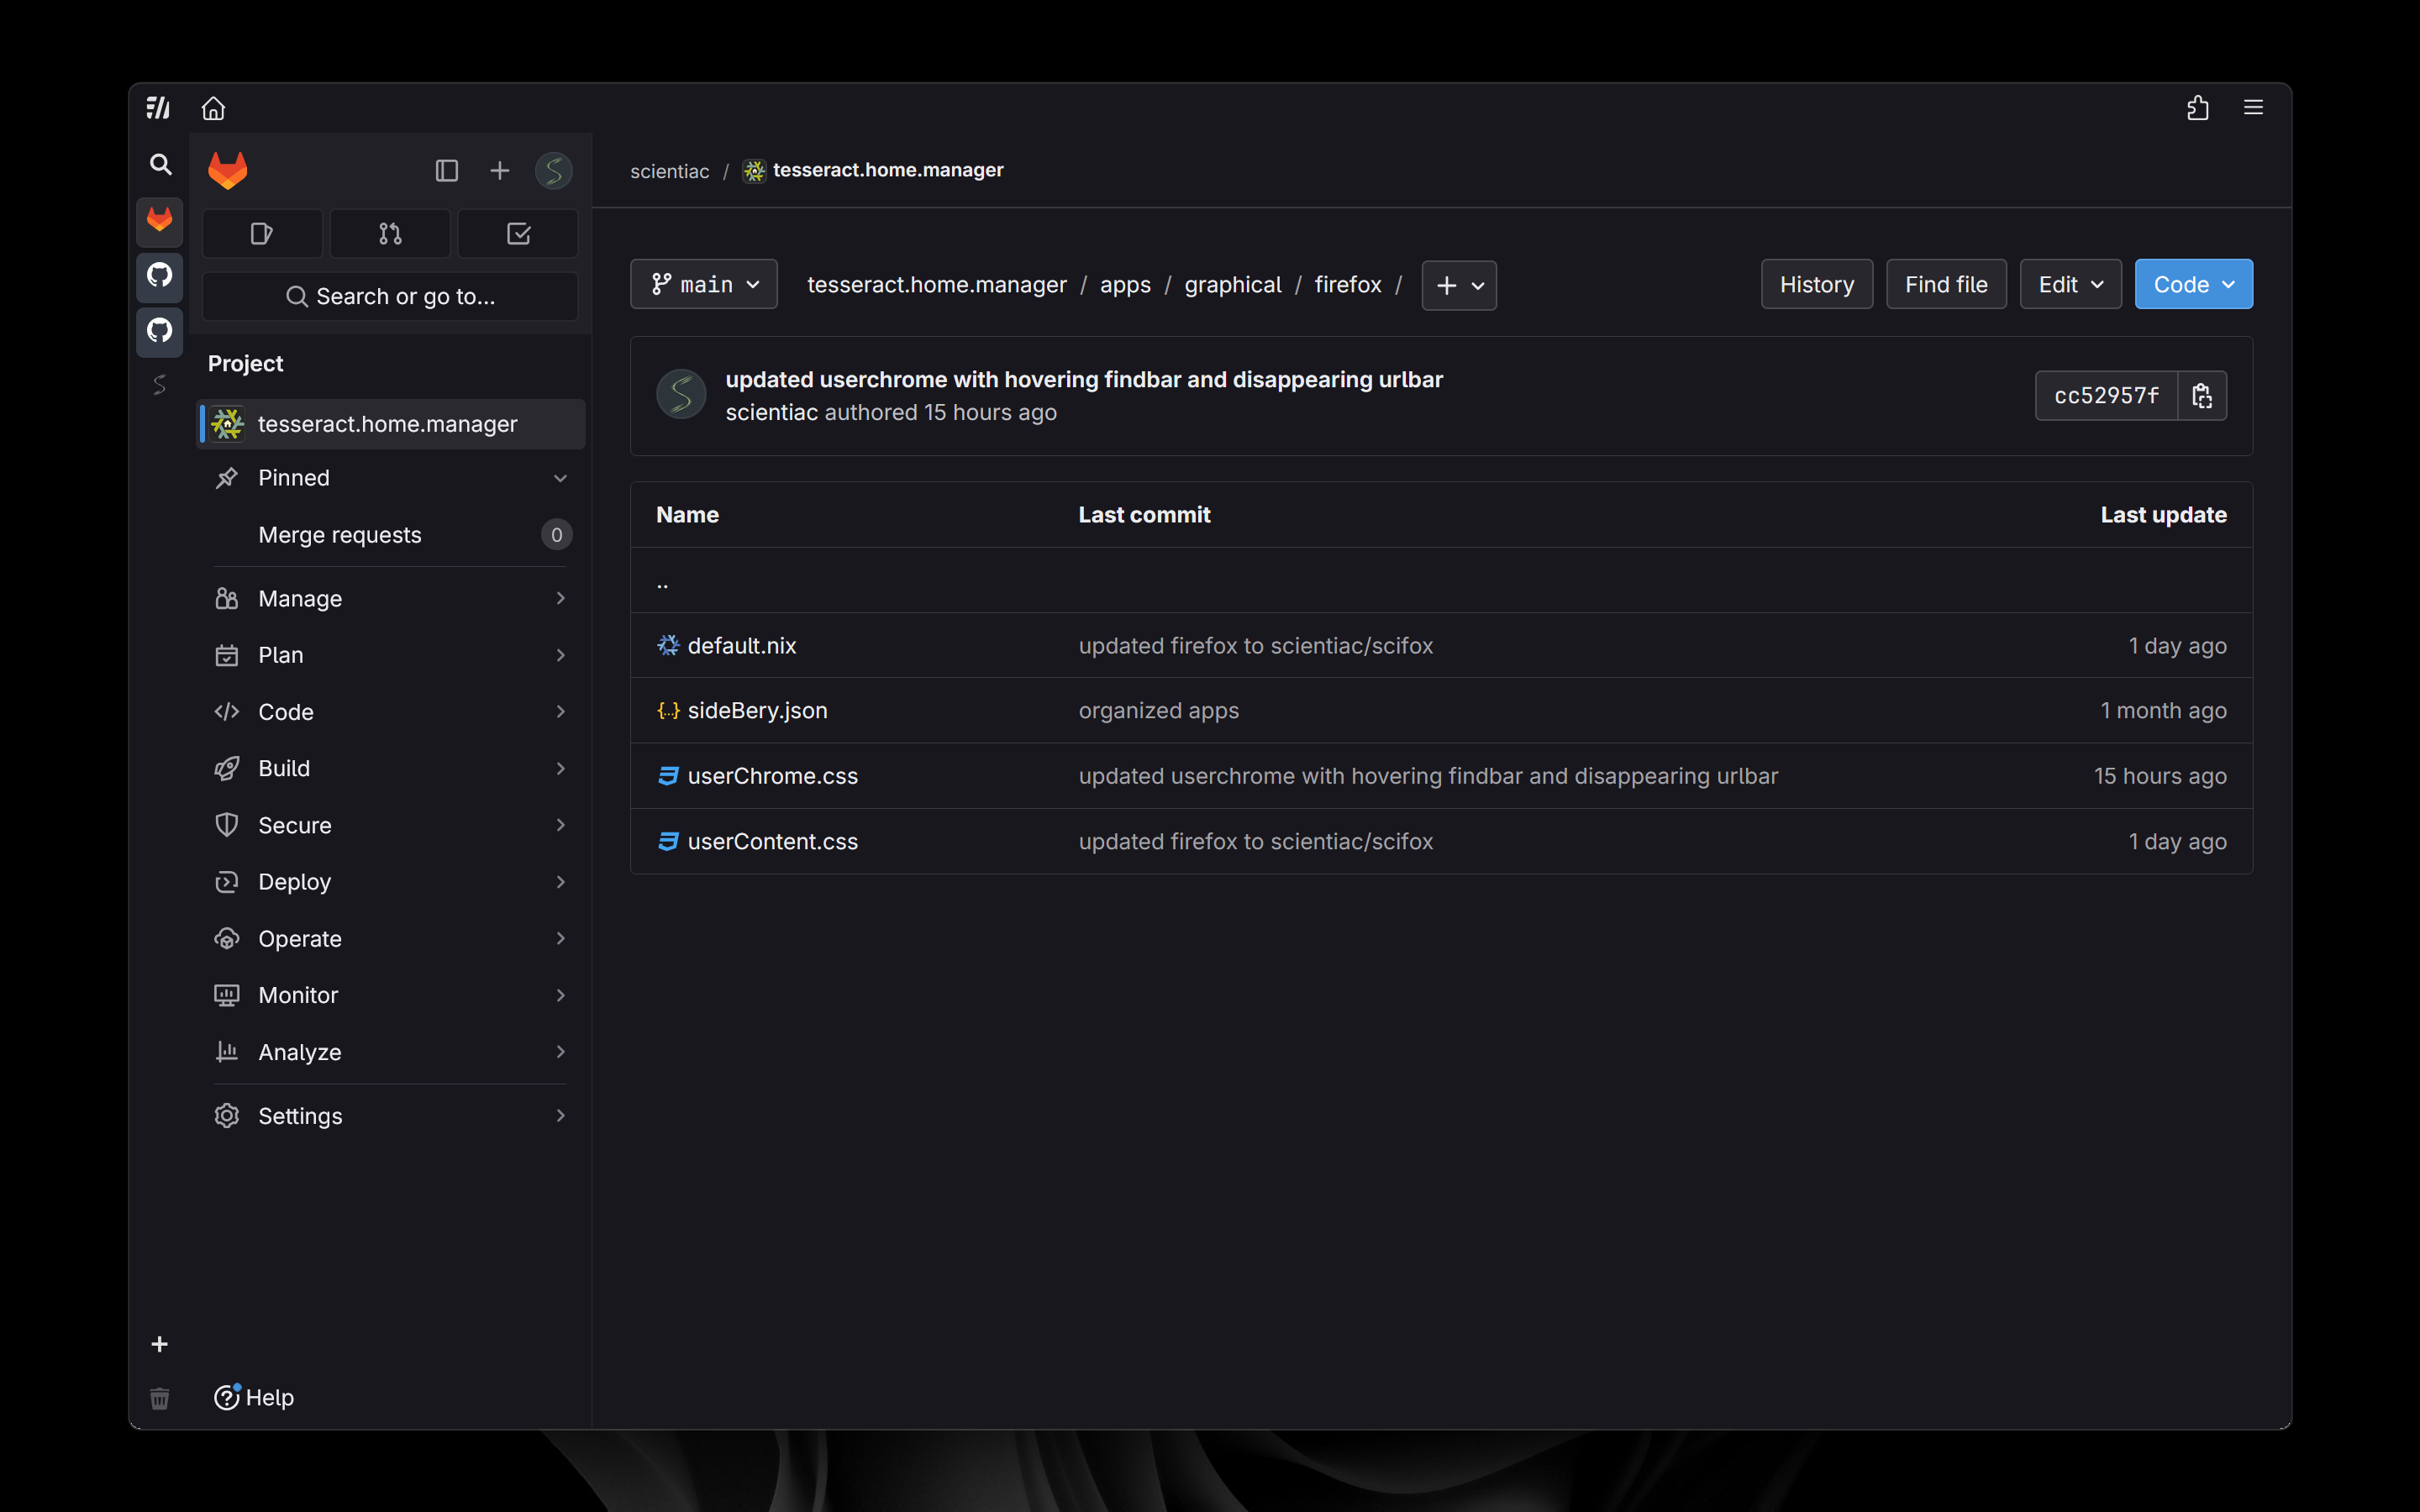 scientiac / tesseract.home.manager
Search or go to...
Project
tesseract.home.manager
Pinned
Merge requests 0
Manage
Plan
Code
Build
Secure
Deploy
Operate
Monitor
Analyze
Settings
Help
main tesseract.home.manager / apps / graphical / firefox / History Find file Edit Code
updated userchrome with hovering findbar and disappearing urlbar
scientiac authored 15 hours ago
cc52957f
Name Last commit Last update
..
default.nix updated firefox to scientiac/scifox 1 day ago
sideBery.json organized apps 1 month ago
userChrome.css updated userchrome with hovering findbar and disappearing urlbar 15 hours ago
userContent.css updated firefox to scientiac/scifox 1 day ago